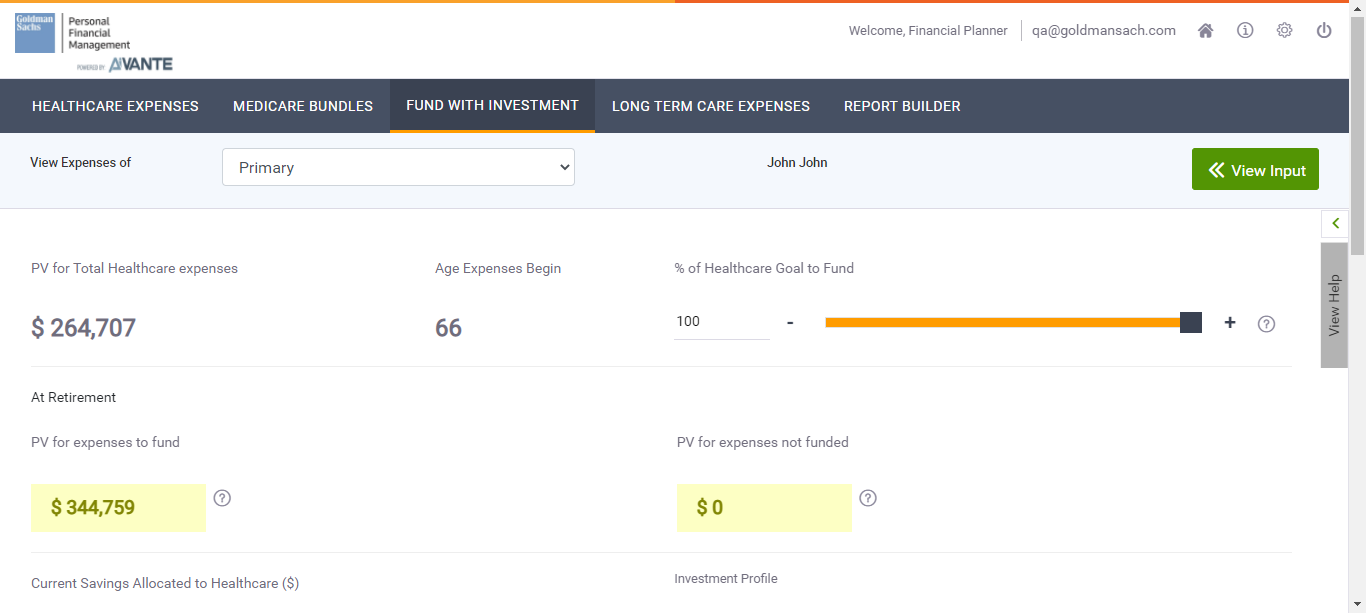 Goldman
Sachs
Personal
Financial
Management
POWERED BY AiVANTE
Welcome, Financial Planner
qa@goldmansach.com
HEALTHCARE EXPENSES
MEDICARE BUNDLES
FUND WITH INVESTMENT
LONG TERM CARE EXPENSES
REPORT BUILDER
View Expenses of
Primary
John John
View Input
View Help
PV for Total Healthcare expenses
Age Expenses Begin
% of Healthcare Goal to Fund
$ 264,707
66
100
-
+
?
At Retirement
PV for expenses to fund
PV for expenses not funded
$ 344,759
?
$ 0
?
Current Savings Allocated to Healthcare ($)
Investment Profile